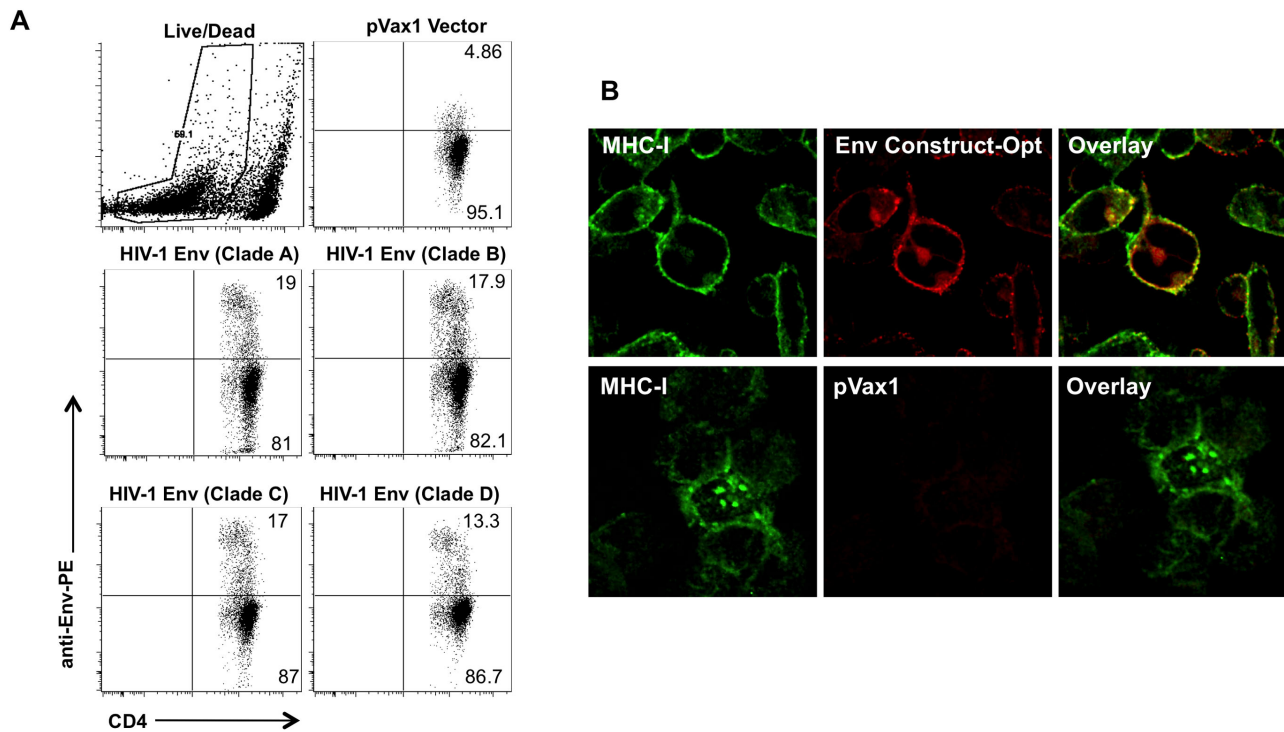 A
Live/Dead
59.1
pVax1 Vector
4.86
95.1
HIV-1 Env (Clade A)
19
81
HIV-1 Env (Clade B)
17.9
82.1
HIV-1 Env (Clade C)
17
87
HIV-1 Env (Clade D)
13.3
86.7
anti-Env-PE
CD4
B
MHC-I
Env Construct-Opt
Overlay
MHC-I
pVax1
Overlay